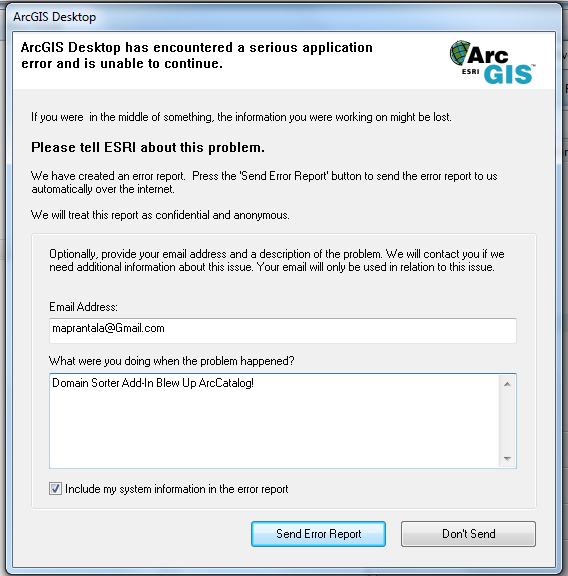 ArcGIS Desktop
ArcGIS Desktop has encountered a serious application
error and is unable to continue.
Arc
ESRI
GIS™
If you were in the middle of something, the information you were working on might be lost.
Please tell ESRI about this problem.
We have created an error report. Press the 'Send Error Report' button to send the error report to us
automatically over the internet.
We will treat this report as confidential and anonymous.
Optionally, provide your email address and a description of the problem. We will contact you if we
need additional information about this issue. Your email will only be used in relation to this issue.
Email Address:
maprantala@Gmail.com
What were you doing when the problem happened?
Domain Sorter Add-In Blew Up ArcCatalog!
Include my system information in the error report
Send Error Report
Don't Send